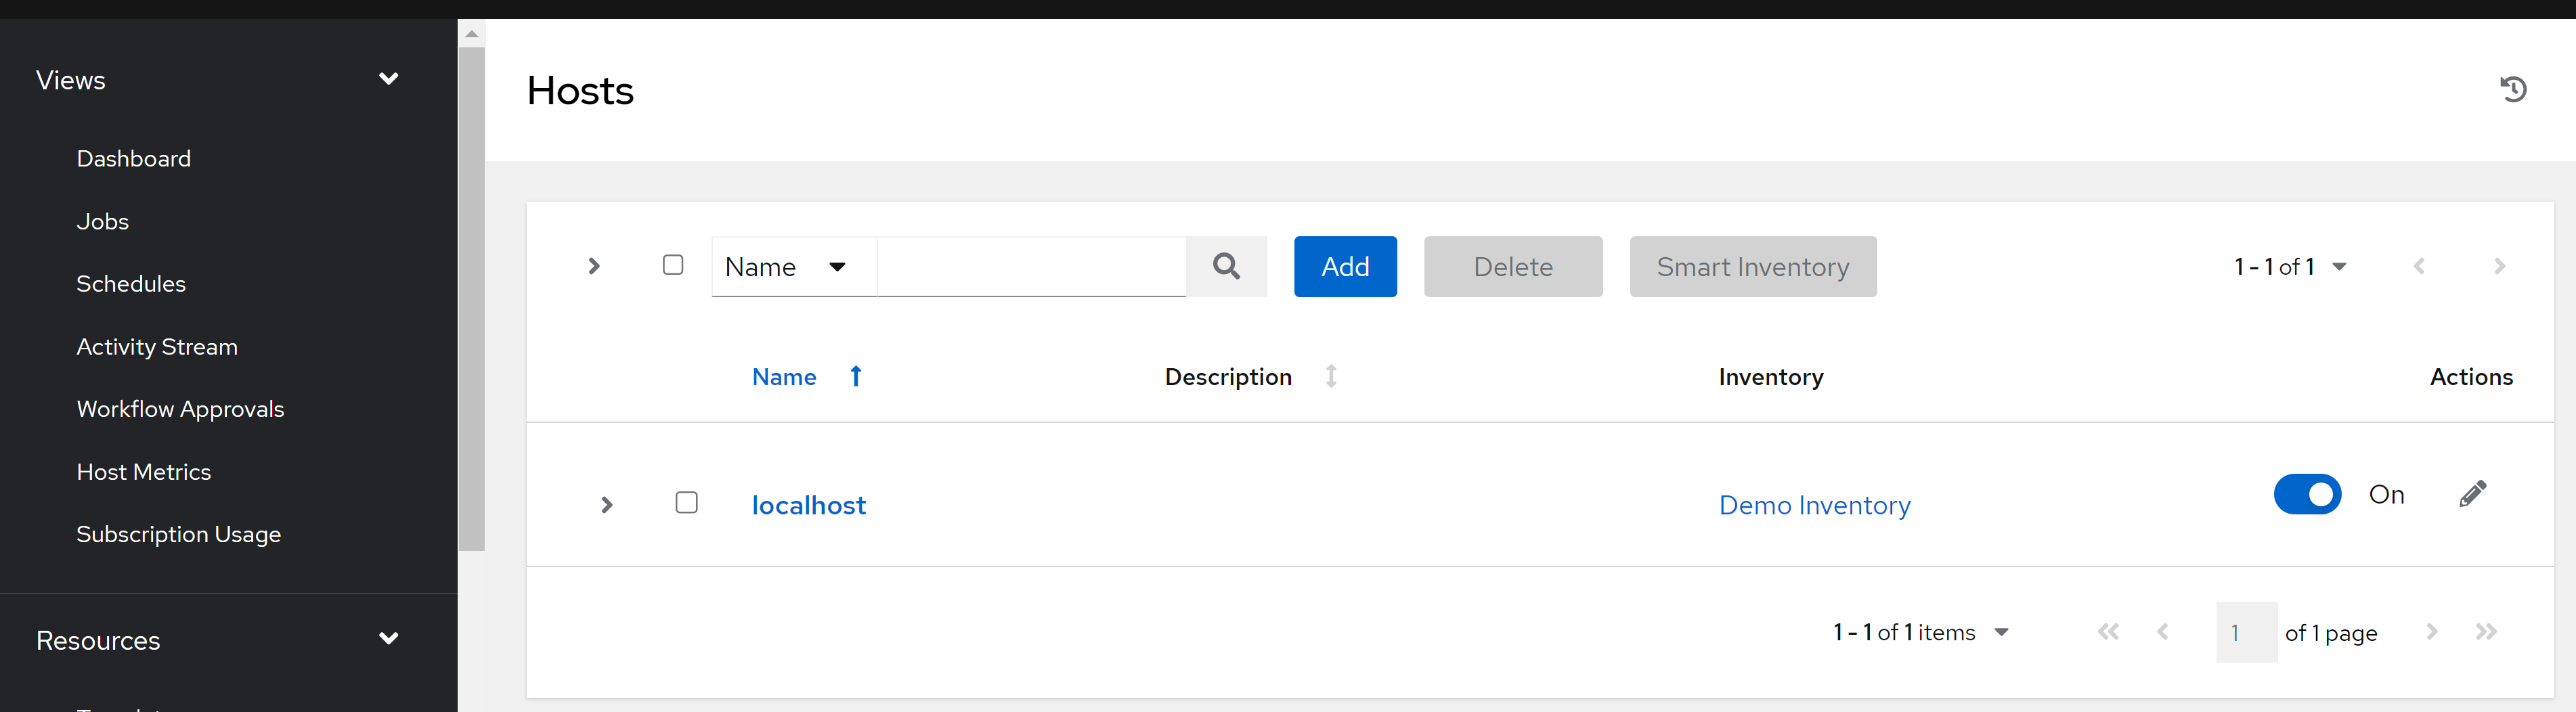 Views
Dashboard
Jobs
Schedules
Activity Stream
Workflow Approvals
Host Metrics
Subscription Usage
Resources
Hosts
Name
Add
Delete
Smart Inventory
1 - 1 of 1
Name
Description
Inventory
Actions
localhost
Demo Inventory
On
1 - 1 of 1 items
1 of 1 page